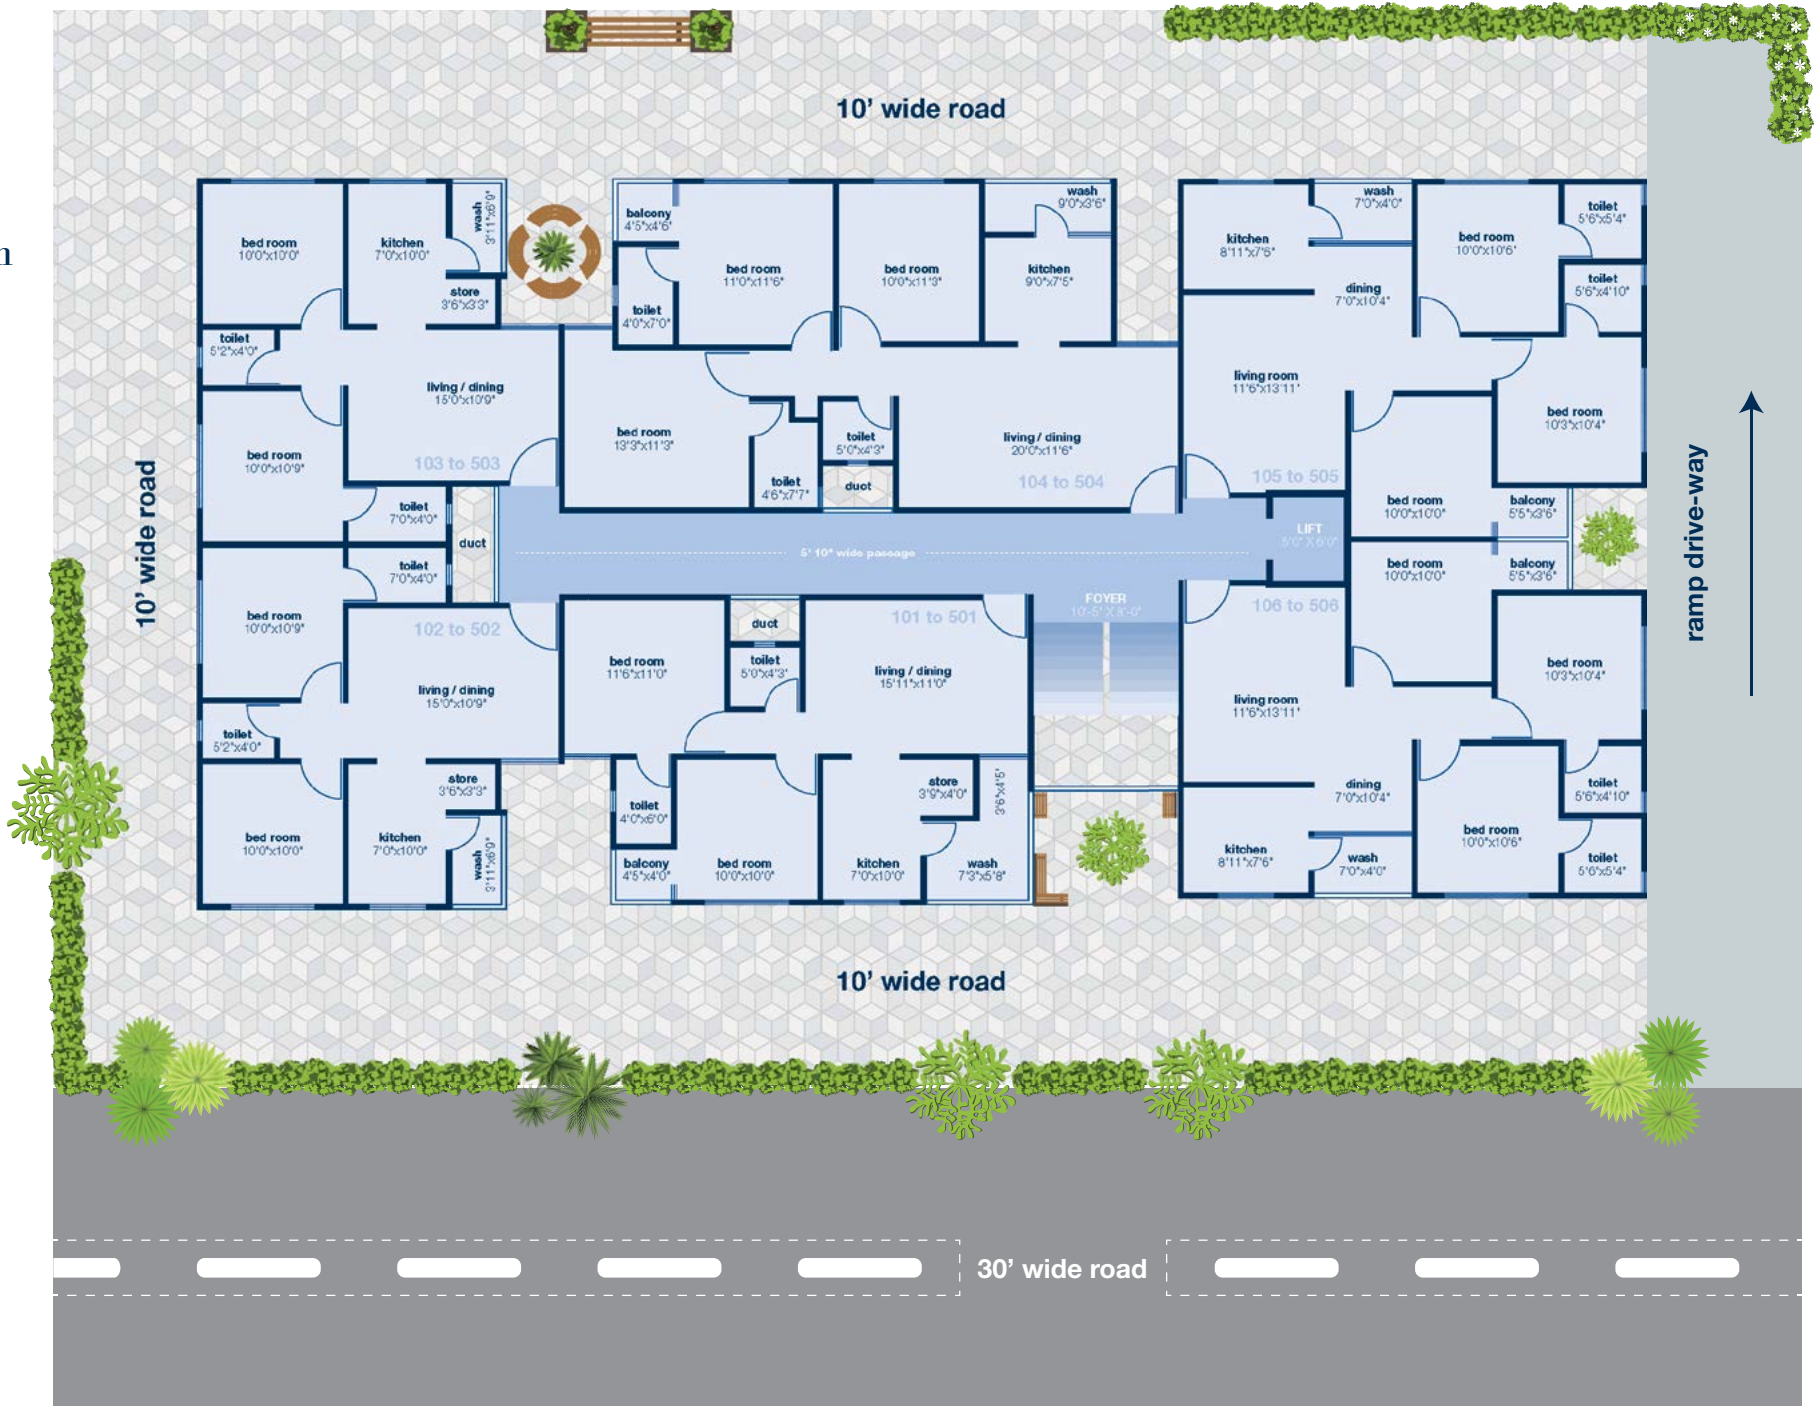 10' wide road
bed room
10'0"x10'0"
kitchen
7'0"x10'0"
wash
3'11"x6'9"
store
3'6"x3'3"
toilet
5'2"x4'0"
bed room
10'0"x10'9"
living / dining
15'0"x10'9"
103 to 503
toilet
7'0"x4'0"
balcony
4'5"x4'6"
toilet
4'0"x7'0"
bed room
11'0"x11'6"
bed room
10'0"x11'3"
wash
9'0"x3'6"
kitchen
9'0"x7'5"
bed room
13'3"x11'3"
toilet
4'6"x7'7"
toilet
5'0"x4'3"
duct
living / dining
20'0"x11'6"
104 to 504
kitchen
8'11"x7'6"
wash
7'0"x4'0"
bed room
10'0"x10'6"
toilet
5'6"x5'4"
toilet
5'6"x4'10"
dining
7'0"x10'4"
living room
11'6"x13'11'
bed room
10'3"x10'4"
105 to 505
bed room
10'0"x10'0"
balcony
5'5"x3'6"
10' wide road
duct
5' 10" wide passage
LIFT
5'0" X 6'0"
ramp drive-way
toilet
7'0"x4'0"
bed room
10'0"x10'9"
102 to 502
living / dining
15'0"x10'9"
toilet
5'2"x4'0"
bed room
10'0"x10'0"
kitchen
7'0"x10'0"
store
3'6"x3'3"
wash
3'11"x6'9"
bed room
11'6"x11'0"
duct
toilet
5'0"x4'3"
101 to 501
living / dining
15'11"x11'0"
toilet
4'0"x6'0"
balcony
4'5"x4'0"
bed room
10'0"x10'0"
kitchen
7'0"x10'0"
store
3'9"x4'0"
3'6"x4'5"
wash
7'3"x5'8"
FOYER
10'-5" X 8'-0"
106 to 506
bed room
10'0"x10'0"
balcony
5'5"x3'6"
bed room
10'3"x10'4"
living room
11'6"x13'11'
dining
7'0"x10'4"
kitchen
8'11"x7'6"
wash
7'0"x4'0"
bed room
10'0"x10'6"
toilet
5'6"x4'10"
toilet
5'6"x5'4"
10' wide road
30' wide road